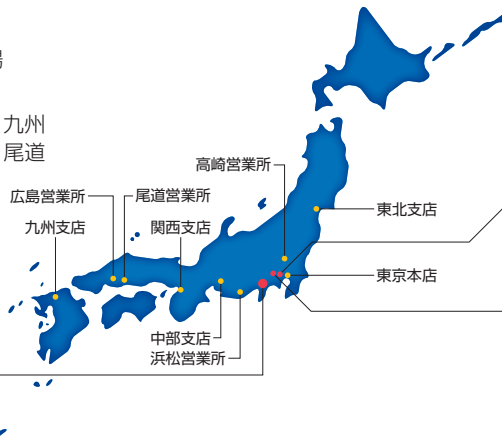 場
九州
尾道
高崎営業所
広島営業所
尾道営業所
九州支店
関西支店
東北支店
東京本店
中部支店
浜松営業所